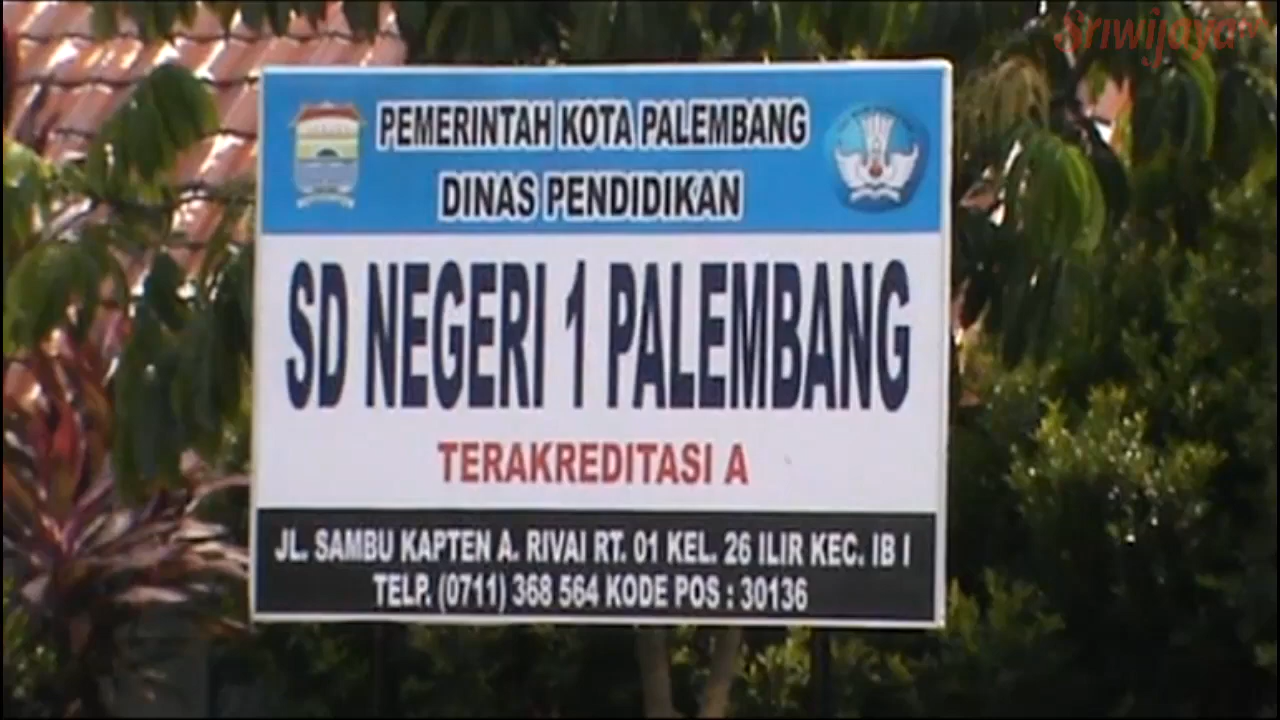 Sriwijaya TV
PEMERINTAH KOTA PALEMBANG
DINAS PENDIDIKAN
SD NEGERI 1 PALEMBANG
TERAKREDITASI A
JL. SAMBU KAPTEN A. RIVAI RT. 01 KEL. 26 ILIR KEC. IB I
TELP. (0711) 368 564 KODE POS : 30136